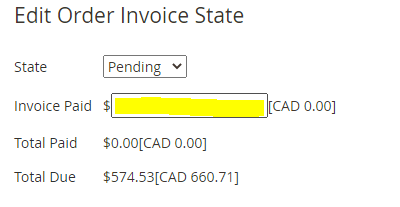 Edit Order Invoice State
State Pending
Invoice Paid $ [CAD 0.00]
Total Paid $0.00[CAD 0.00]
Total Due $574.53[CAD 660.71]